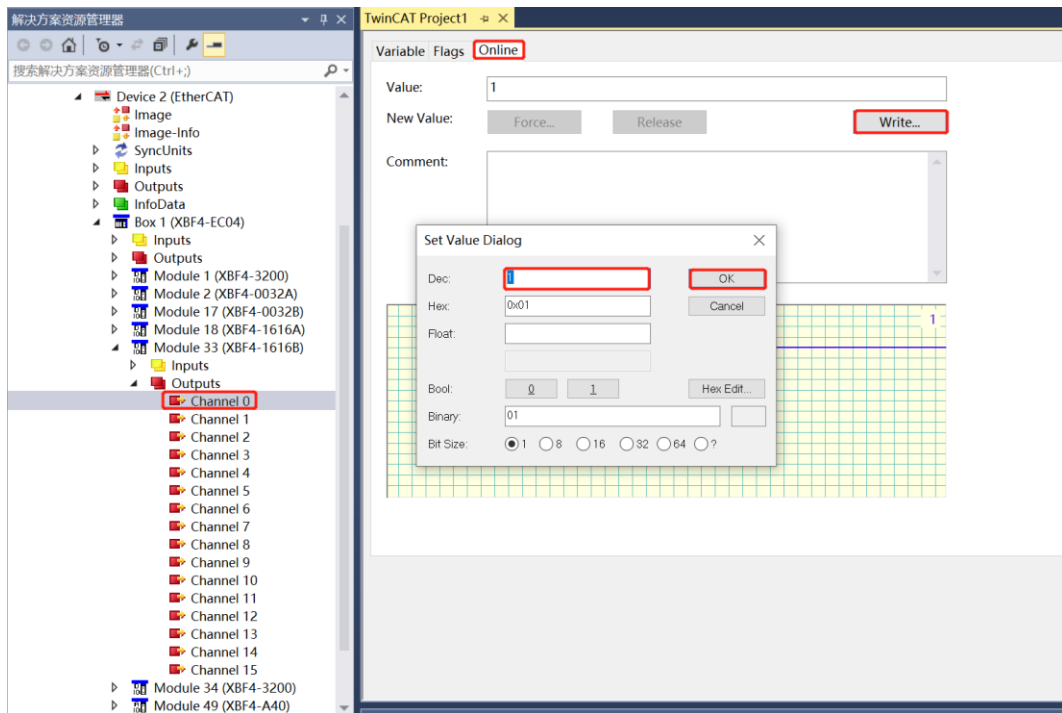 解决方案资源管理器
搜索解决方案资源管理器(Ctrl+;)
Device 2 (EtherCAT)
Image
Image-Info
SyncUnits
Inputs
Outputs
InfoData
Box 1 (XBF4-EC04)
Inputs
Outputs
Module 1 (XBF4-3200)
Module 2 (XBF4-0032A)
Module 17 (XBF4-0032B)
Module 18 (XBF4-1616A)
Module 33 (XBF4-1616B)
Inputs
Outputs
Channel 0
Channel 1
Channel 2
Channel 3
Channel 4
Channel 5
Channel 6
Channel 7
Channel 8
Channel 9
Channel 10
Channel 11
Channel 12
Channel 13
Channel 14
Channel 15
Module 34 (XBF4-3200)
Module 49 (XBF4-A40)
TwinCAT Project1
Variable Flags Online
Value: 1
New Value: Force... Release Write...
Comment:
Set Value Dialog
Dec: 1 OK
Hex: 0x01 Cancel
Float:
Bool: 0 1 Hex Edit...
Binary: 01
Bit Size: 1 8 16 32 64 ?
1